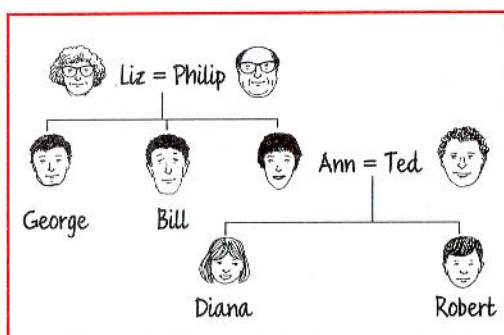 Liz = Philip
Ann = Ted
George
Bill
Diana
Robert